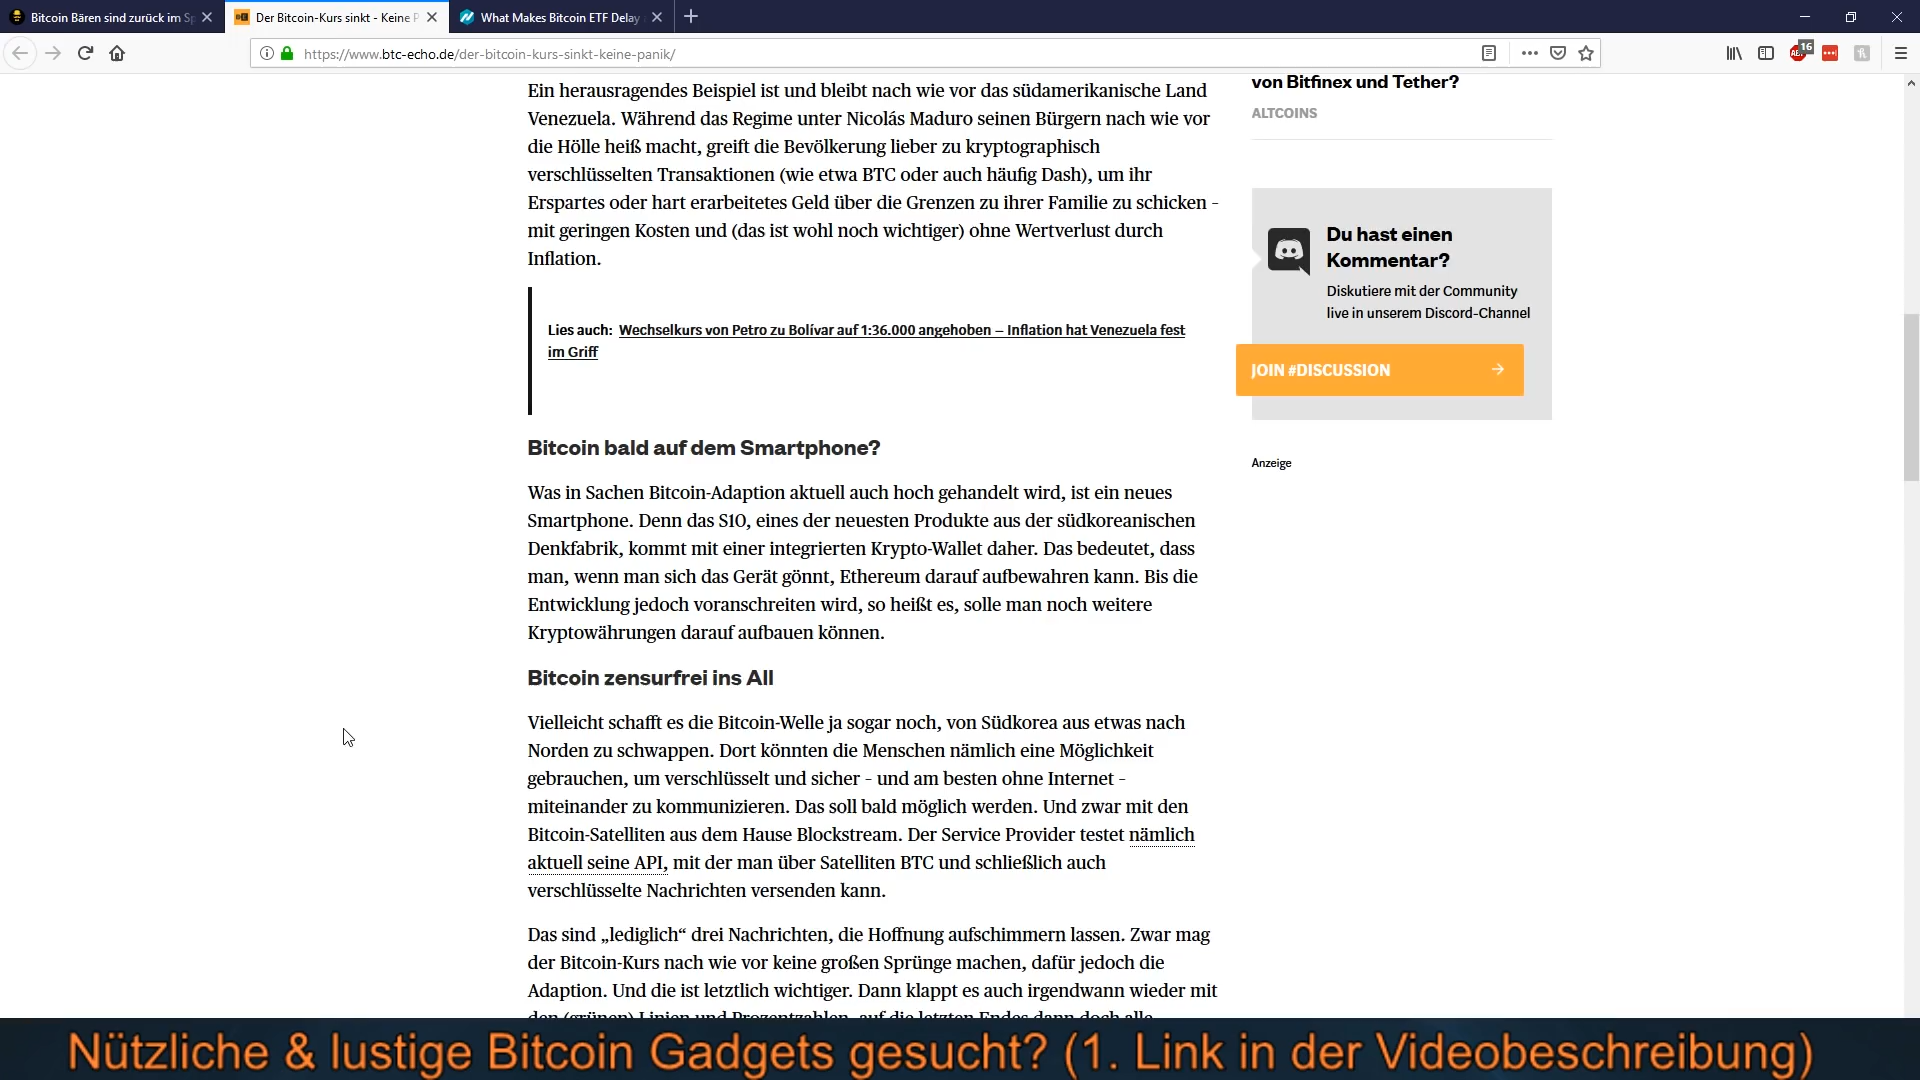 Bitcoin Bären sind zurück im Sp
Der Bitcoin-Kurs sinkt - Keine P
What Makes Bitcoin ETF Delay
https://www.btc-echo.de/der-bitcoin-kurs-sinkt-keine-panik/
16
Ein herausragendes Beispiel ist und bleibt nach wie vor das südamerikanische Land
Venezuela. Während das Regime unter Nicolás Maduro seinen Bürgern nach wie vor
die Hölle heiß macht, greift die Bevölkerung lieber zu kryptographisch
verschlüsselten Transaktionen (wie etwa BTC oder auch häufig Dash), um ihr
Erspartes oder hart erarbeitetes Geld über die Grenzen zu ihrer Familie zu schicken –
mit geringen Kosten und (das ist wohl noch wichtiger) ohne Wertverlust durch
Inflation.
Lies auch: Wechselkurs von Petro zu Bolívar auf 1:36.000 angehoben – Inflation hat Venezuela fest
im Griff
Bitcoin bald auf dem Smartphone?
Was in Sachen Bitcoin-Adaption aktuell auch hoch gehandelt wird, ist ein neues
Smartphone. Denn das S10, eines der neuesten Produkte aus der südkoreanischen
Denkfabrik, kommt mit einer integrierten Krypto-Wallet daher. Das bedeutet, dass
man, wenn man sich das Gerät gönnt, Ethereum darauf aufbewahren kann. Bis die
Entwicklung jedoch voranschreiten wird, so heißt es, solle man noch weitere
Kryptowährungen darauf aufbauen können.
Bitcoin zensurfrei ins All
Vielleicht schafft es die Bitcoin-Welle ja sogar noch, von Südkorea aus etwas nach
Norden zu schwappen. Dort könnten die Menschen nämlich eine Möglichkeit
gebrauchen, um verschlüsselt und sicher – und am besten ohne Internet –
miteinander zu kommunizieren. Das soll bald möglich werden. Und zwar mit den
Bitcoin-Satelliten aus dem Hause Blockstream. Der Service Provider testet nämlich
aktuell seine API, mit der man über Satelliten BTC und schließlich auch
verschlüsselte Nachrichten versenden kann.
Das sind „lediglich“ drei Nachrichten, die Hoffnung aufschimmern lassen. Zwar mag
der Bitcoin-Kurs nach wie vor keine großen Sprünge machen, dafür jedoch die
Adaption. Und die ist letztlich wichtiger. Dann klappt es auch irgendwann wieder mit
den (grünen) Linien und Prozentzahlen, auf die letzten Endes dann doch alle
von Bitfinex und Tether?
ALTCOINS
Du hast einen
Kommentar?
Diskutiere mit der Community
live in unserem Discord-Channel
JOIN #DISCUSSION
Anzeige
Nützliche & lustige Bitcoin Gadgets gesucht? (1. Link in der Videobeschreibung)